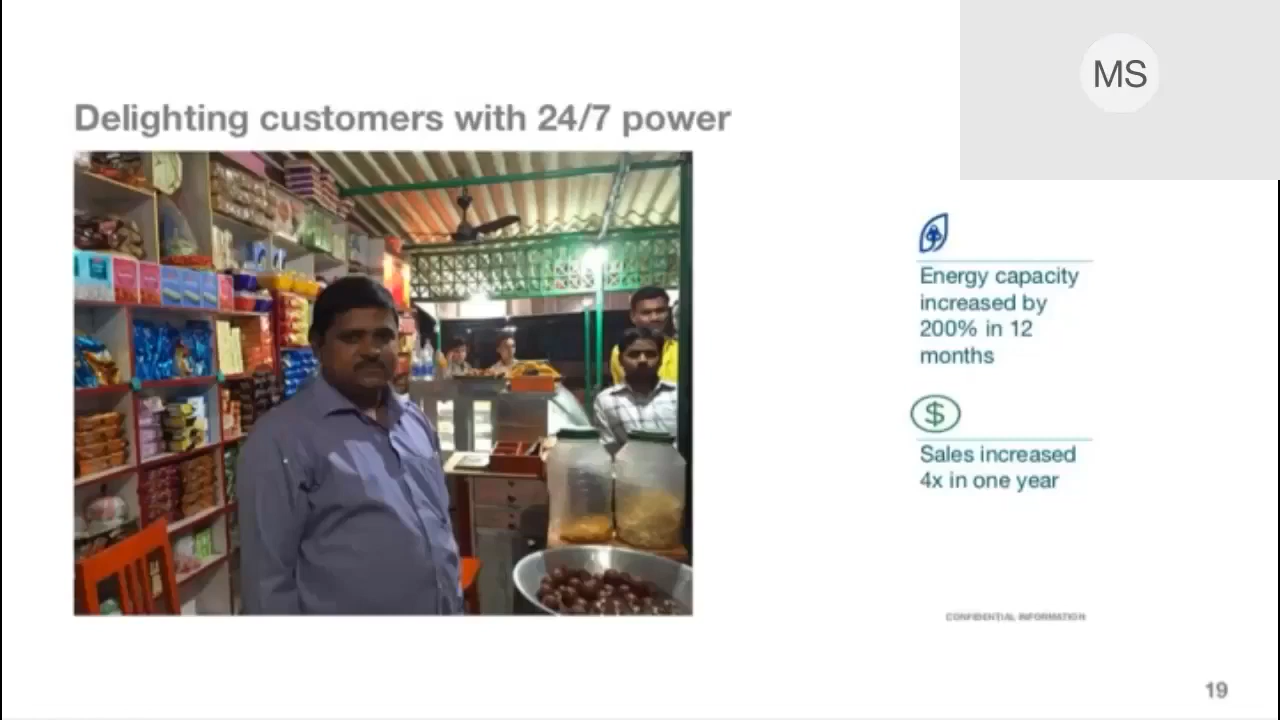 MS
Delighting customers with 24/7 power
Energy capacity
increased by
200% in 12
months
$
Sales increased
4x in one year
CONFIDENTIAL INFORMATION
19